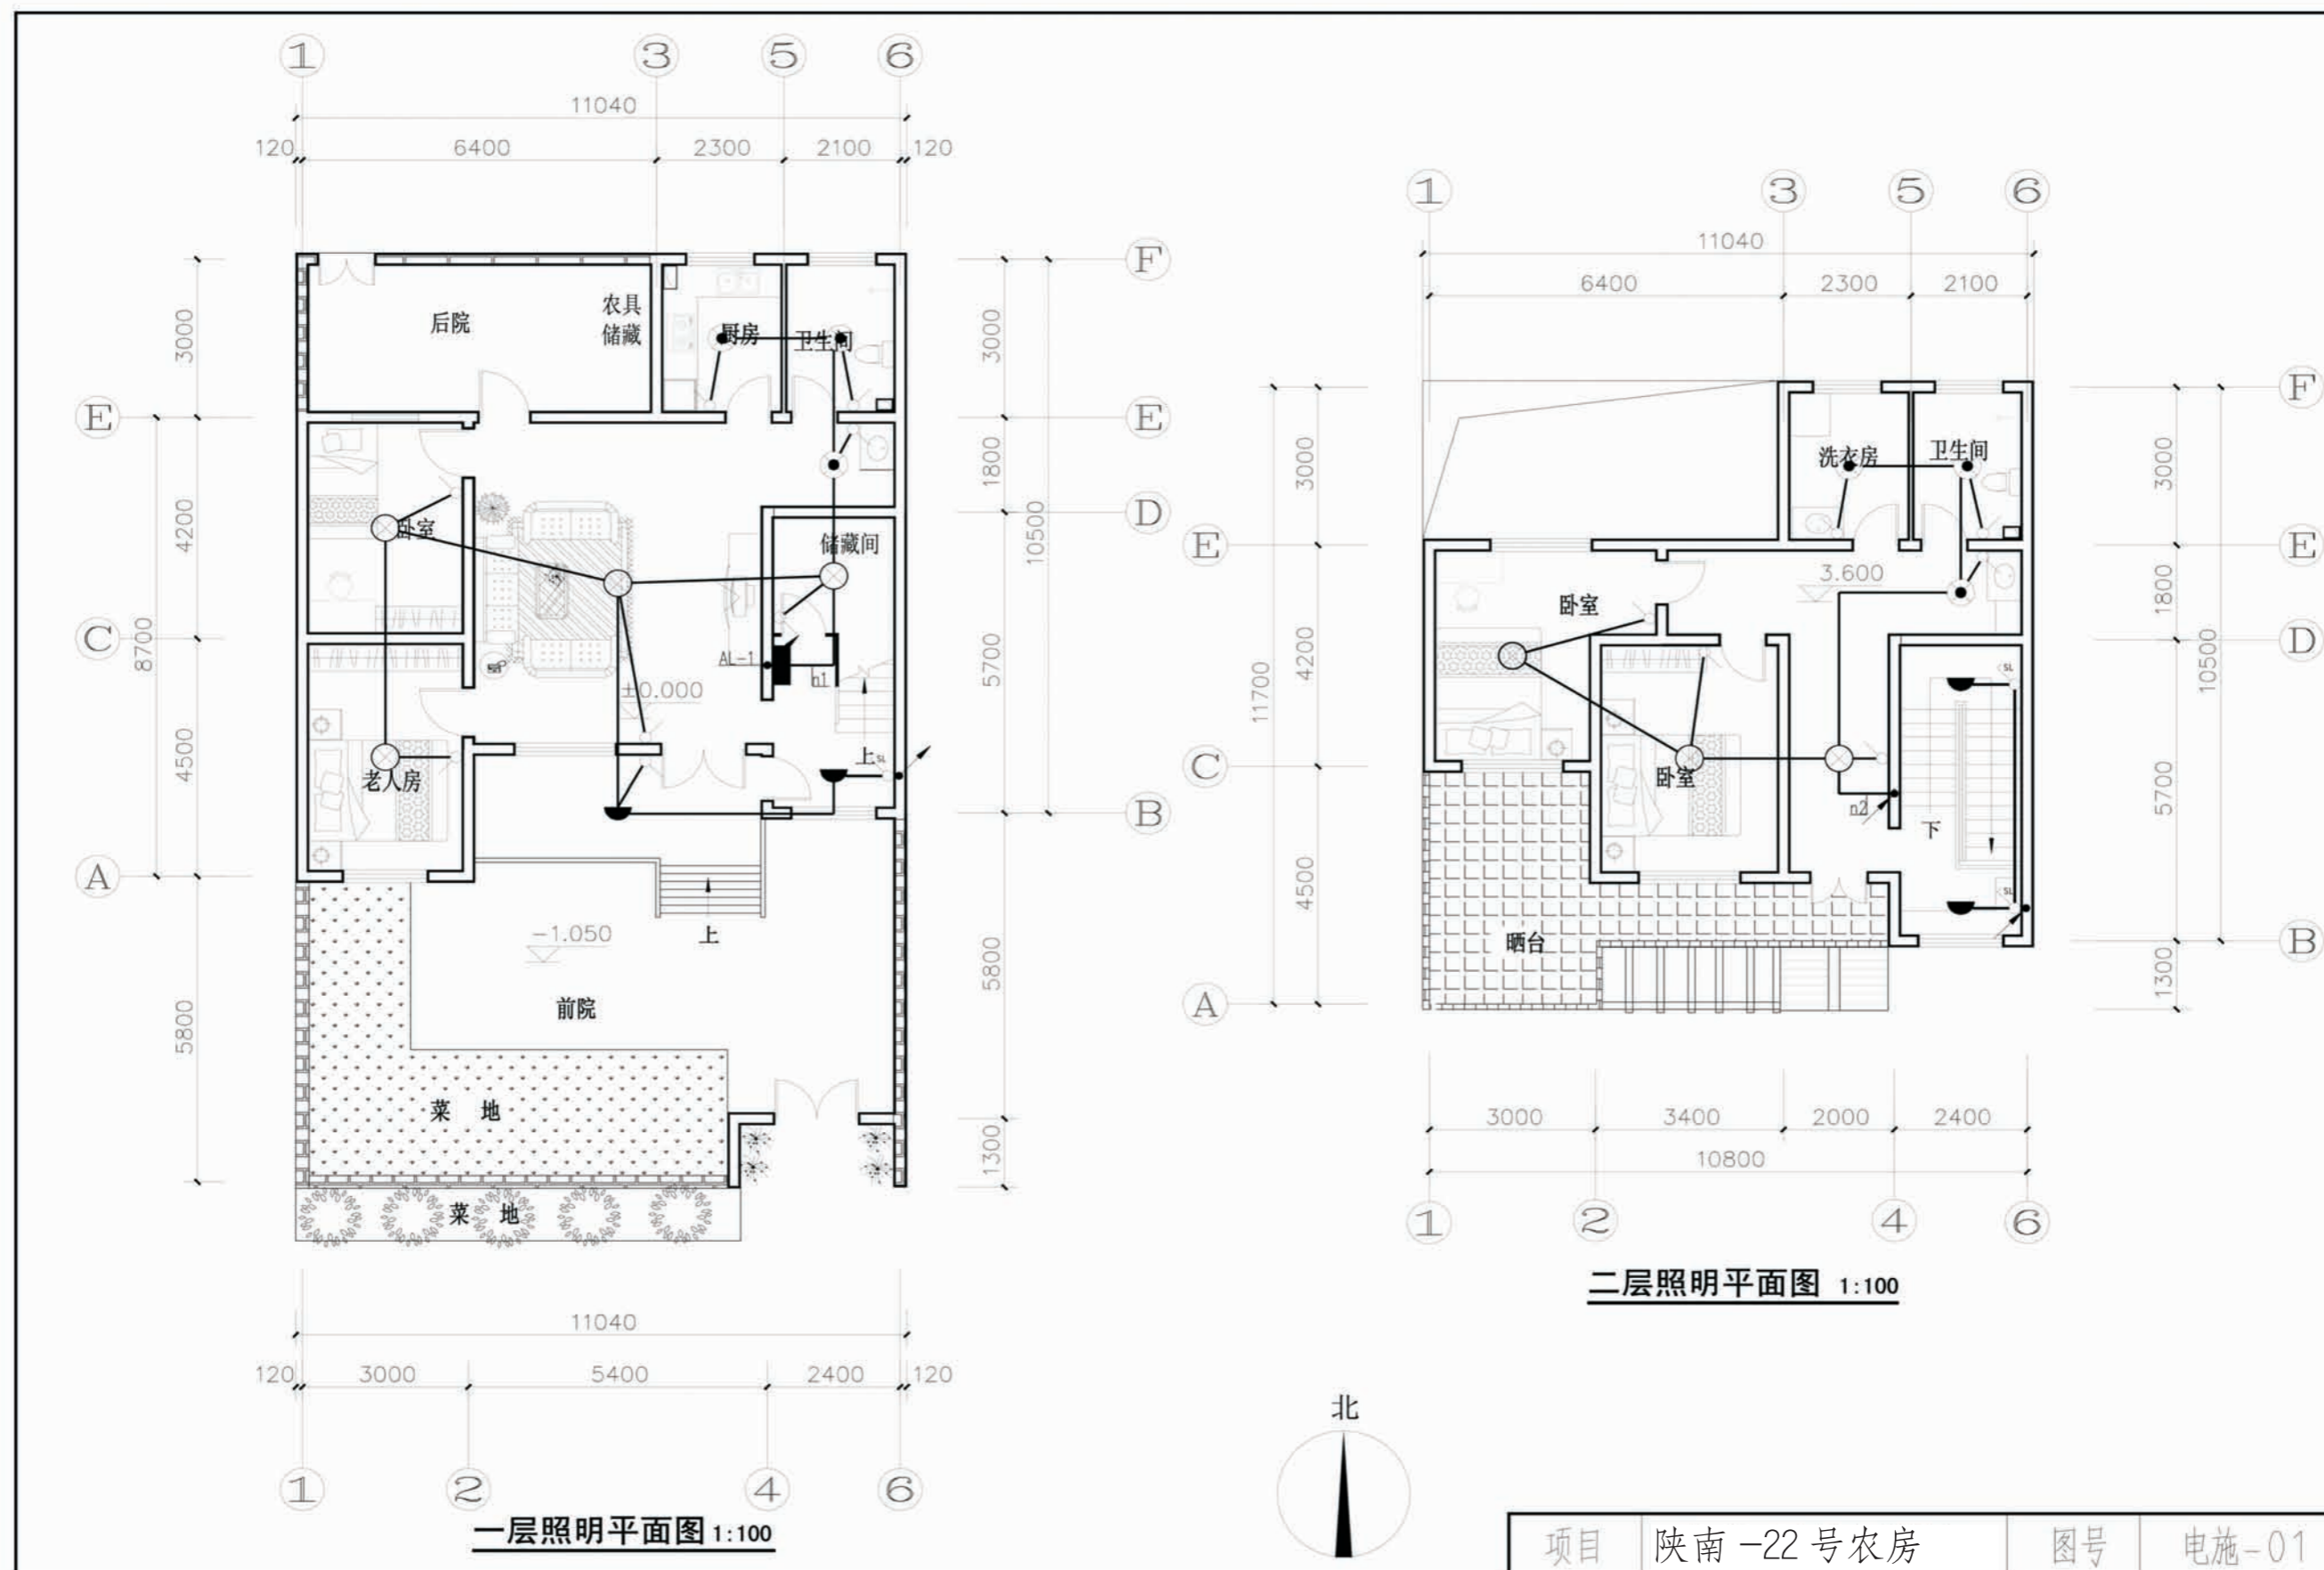 1 3 5 6
11040
120 6400 2300 2100 120
F
E
D
C
B
A
E
C
A
3000
4200
4500
5800
8700
3000
1800
5700
5800
1300
10500
后院
农具
储藏
厨房
卫生间
卧室
储藏间
AL-1
n1
±0.000
上
SL
老人房
上
-1.050
前院
菜 地
菜 地
11040
120 3000 5400 2400 120
1 2 4 6
一层照明平面图 1:100
1 3 5 6
11040
6400 2300 2100
F
E
D
B
E
C
A
11700
3000
4200
4500
3000
1800
5700
1300
10500
洗衣房
卫生间
3.600
卧室
SL
卧室
n2
下
SL
晒台
3000 3400 2000 2400
10800
1 2 4 6
二层照明平面图 1:100
北
项目 陕南-22号农房 图号 电施-01